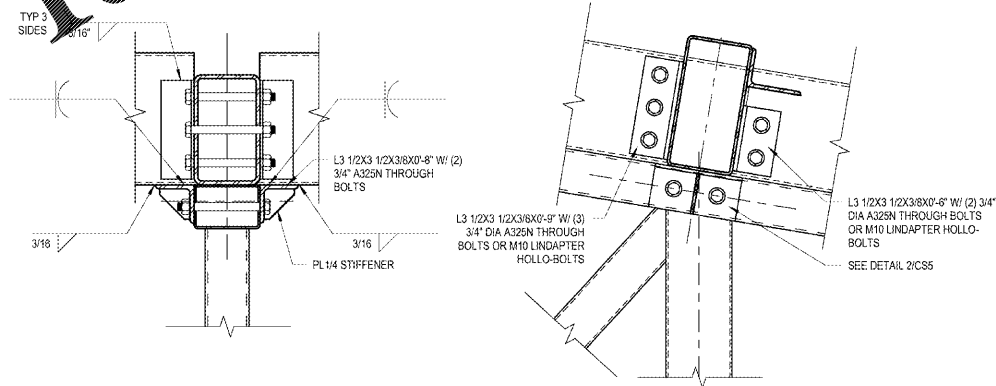 TYP 3
SIDES
5/16"
L3 1/2X3 1/2X3/8X0'-8" W/ (2)
3/4" A325N THROUGH
BOLTS
3/16
3/16
PL1/4 STIFFENER
L3 1/2X3 1/2X3/8X0'-9" W/ (3)
3/4" DIA A325N THROUGH
BOLTS OR M10 LINDAPTER
HOLLO-BOLTS
L3 1/2X3 1/2X3/8X0'-6" W/ (2) 3/4"
DIA A325N THROUGH BOLTS
OR M10 LINDAPTER HOLLO-
BOLTS
SEE DETAIL 2/CS5